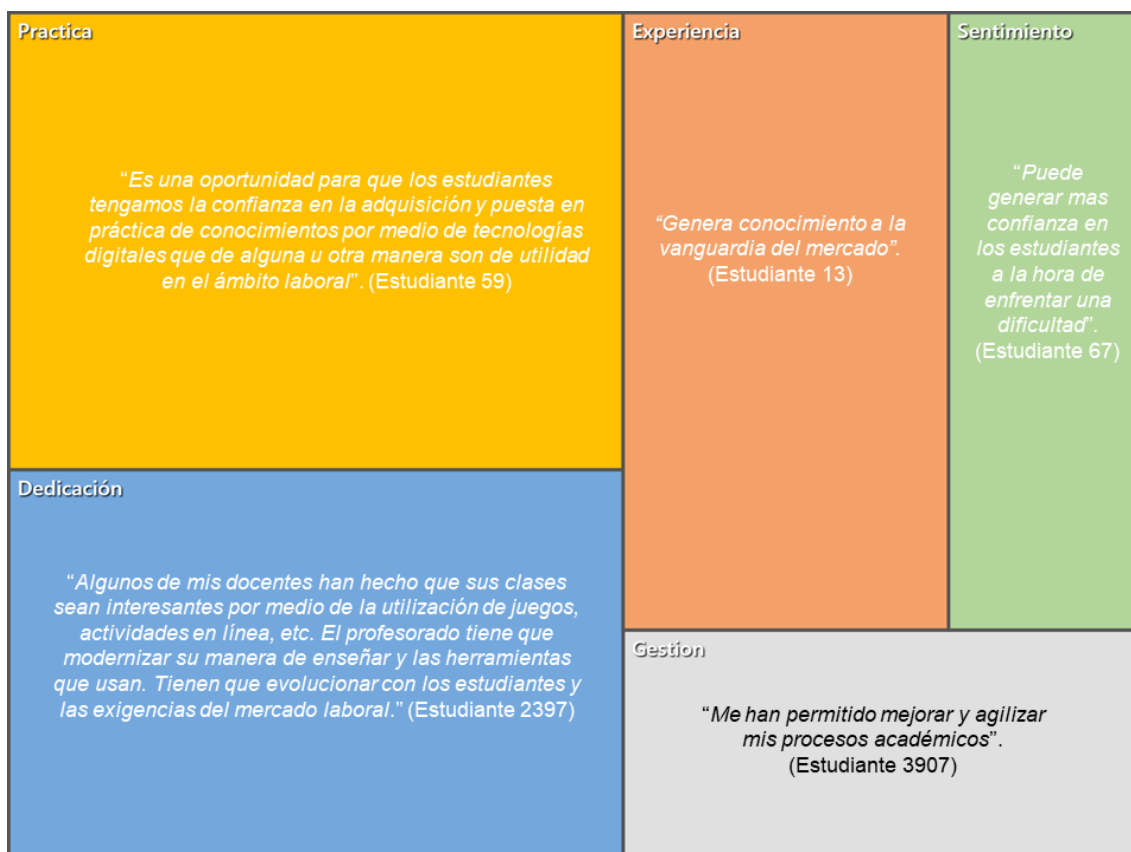 Practica
“Es una oportunidad para que los estudiantes
tengamos la confianza en la adquisición y puesta en
práctica de conocimientos por medio de tecnologías
digitales que de alguna u otra manera son de utilidad
en el ámbito laboral”. (Estudiante 59)
Experiencia
“Genera conocimiento a la
vanguardia del mercado”.
(Estudiante 13)
Sentimiento
“Puede
generar mas
confianza en
los estudiantes
a la hora de
enfrentar una
dificultad”.
(Estudiante 67)
Dedicación
“Algunos de mis docentes han hecho que sus clases
sean interesantes por medio de la utilización de juegos,
actividades en línea, etc. El profesorado tiene que
modernizar su manera de enseñar y las herramientas
que usan. Tienen que evolucionar con los estudiantes y
las exigencias del mercado laboral.” (Estudiante 2397)
Gestion
“Me han permitido mejorar y agilizar
mis procesos académicos”.
(Estudiante 3907)